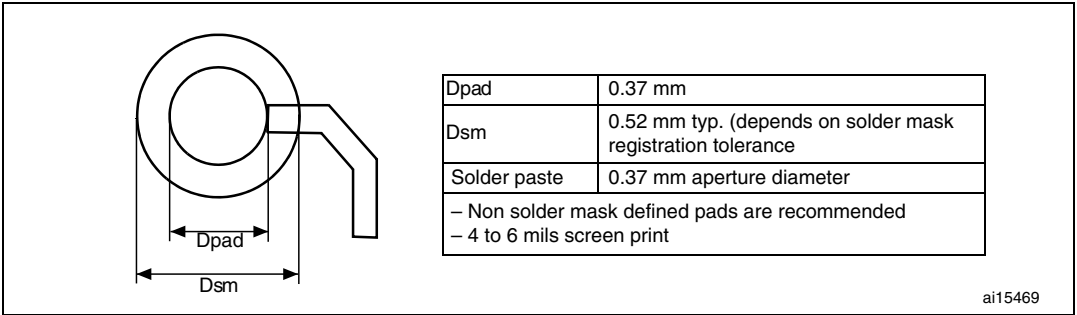 Dpad
Dsm
Dpad 0.37 mm
Dsm 0.52 mm typ. (depends on solder mask
registration tolerance
Solder paste 0.37 mm aperture diameter
– Non solder mask defined pads are recommended
– 4 to 6 mils screen print
ai15469